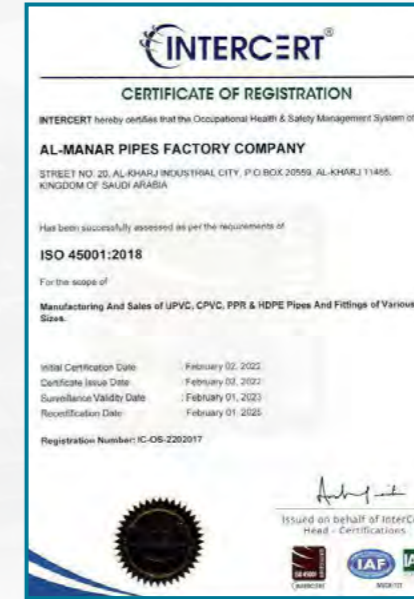 INTERCERT®
CERTIFICATE OF REGISTRATION
INTERCERT hereby certifies that the Occupational Health & Safety Management System of
AL-MANAR PIPES FACTORY COMPANY
STREET NO. 20, AL-KHARJ INDUSTRIAL CITY, P.O.BOX 20559, AL-KHARJ 11466,
KINGDOM OF SAUDI ARABIA
Has been successfully assessed as per the requirements of
ISO 45001:2018
For the scope of
Manufacturing And Sales of UPVC, CPVC, PPR & HDPE Pipes And Fittings of Various
Sizes.
Initial Certification Date : February 02, 2022
Certificate Issue Date : February 02, 2022
Surveillance Validity Date : February 01, 2023
Recertification Date : February 01, 2025
Registration Number: IC-OS-2202017
Issued on behalf of InterC
Head - Certifications
IAF